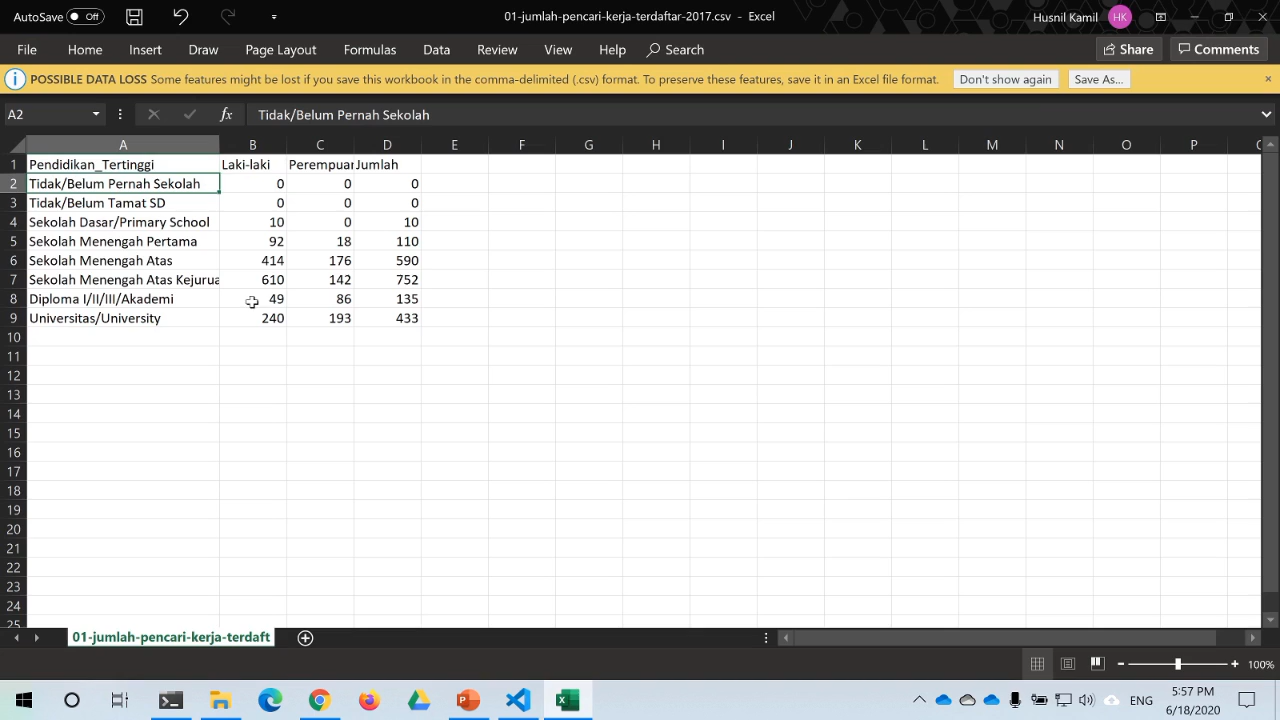 AutoSave Off
01-jumlah-pencari-kerja-terdaftar-2017.csv - Excel
Husnil Kamil HK
File Home Insert Draw Page Layout Formulas Data Review View Help Search Share Comments
POSSIBLE DATA LOSS Some features might be lost if you save this workbook in the comma-delimited (.csv) format. To preserve these features, save it in an Excel file format. Don't show again Save As...
A2 fx Tidak/Belum Pernah Sekolah
A B C D E F G H I J K L M N O P
1 Pendidikan_Tertinggi Laki-laki Perempuan Jumlah
2 Tidak/Belum Pernah Sekolah 0 0 0
3 Tidak/Belum Tamat SD 0 0 0
4 Sekolah Dasar/Primary School 10 0 10
5 Sekolah Menengah Pertama 92 18 110
6 Sekolah Menengah Atas 414 176 590
7 Sekolah Menengah Atas Kejurua 610 142 752
8 Diploma I/II/III/Akademi 49 86 135
9 Universitas/University 240 193 433
10
11
12
13
14
15
16
17
18
19
20
21
22
23
24
25
01-jumlah-pencari-kerja-terdaft
100%
ENG
5:57 PM
6/18/2020